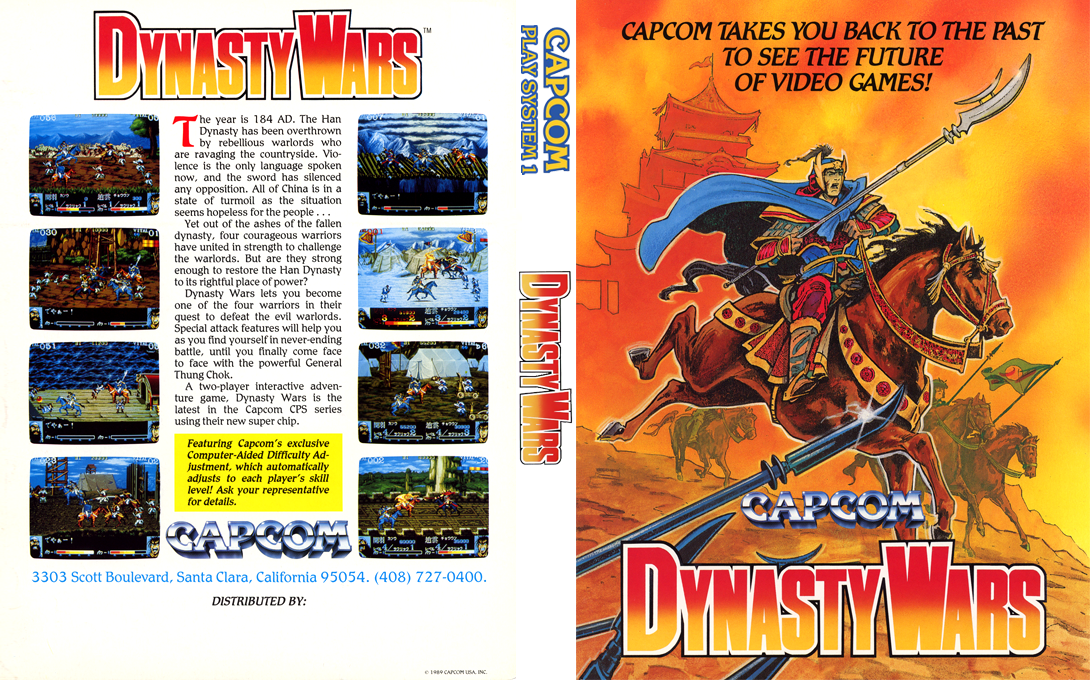 DYNASTY WARS™
The year is 184 AD. The Han
Dynasty has been overthrown
by rebellious warlords who
are ravaging the countryside. Vio-
lence is the only language spoken
now, and the sword has silenced
any opposition. All of China is in a
state of turmoil as the situation
seems hopeless for the people . . .
Yet out of the ashes of the fallen
dynasty, four courageous warriors
have united in strength to challenge
the warlords. But are they strong
enough to restore the Han Dynasty
to its rightful place of power?
Dynasty Wars lets you become
one of the four warriors in their
quest to defeat the evil warlords.
Special attack features will help you
as you find yourself in never-ending
battle, until you finally come face
to face with the powerful General
Thung Chok.
A two-player interactive adven-
ture game, Dynasty Wars is the
latest in the Capcom CPS series
using their new super chip.
Featuring Capcom's exclusive
Computer-Aided Difficulty Ad-
justment, which automatically
adjusts to each player's skill
level! Ask your representative
for details.
CAPCOM
3303 Scott Boulevard, Santa Clara, California 95054. (408) 727-0400.
DISTRIBUTED BY:
© 1989 CAPCOM USA, INC.
CAPCOM
PLAY SYSTEM 1
DYNASTY WARS
CAPCOM TAKES YOU BACK TO THE PAST
TO SEE THE FUTURE
OF VIDEO GAMES!
CAPCOM
DYNASTY WARS